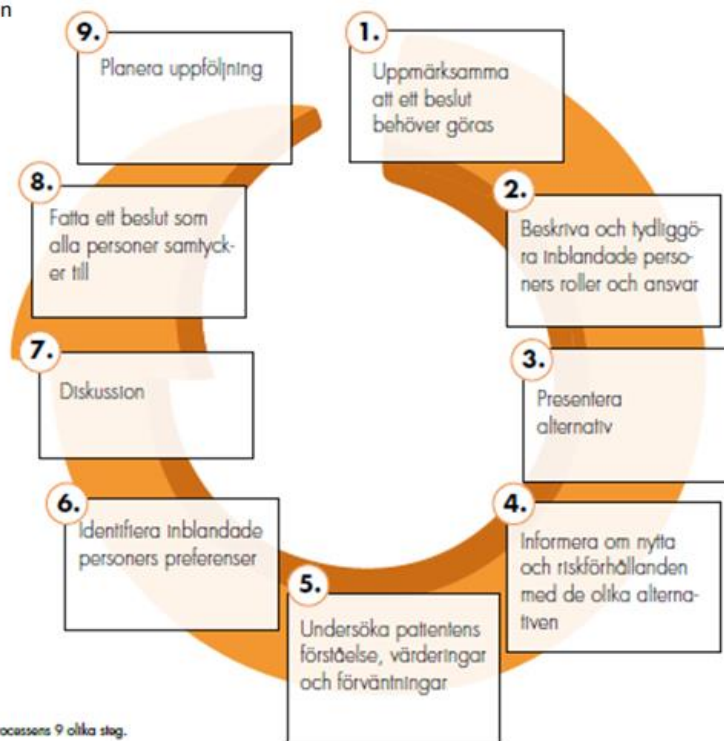 n
1.
Uppmärksamma
att ett beslut
behöver göras
2.
Beskriva och tydliggö-
ra inblandade perso-
ners roller och ansvar
3.
Presentera
alternativ
4.
Informera om nytta
och riskförhållanden
med de olika alterna-
tiven
5.
Undersöka patientens
förståelse, värderingar
och förväntningar
6.
Identifiera inblandade
personers preferenser
7.
Diskussion
8.
Fatta ett beslut som
alla personer samtyck-
er till
9.
Planera uppföljning
ocessens 9 olika steg.